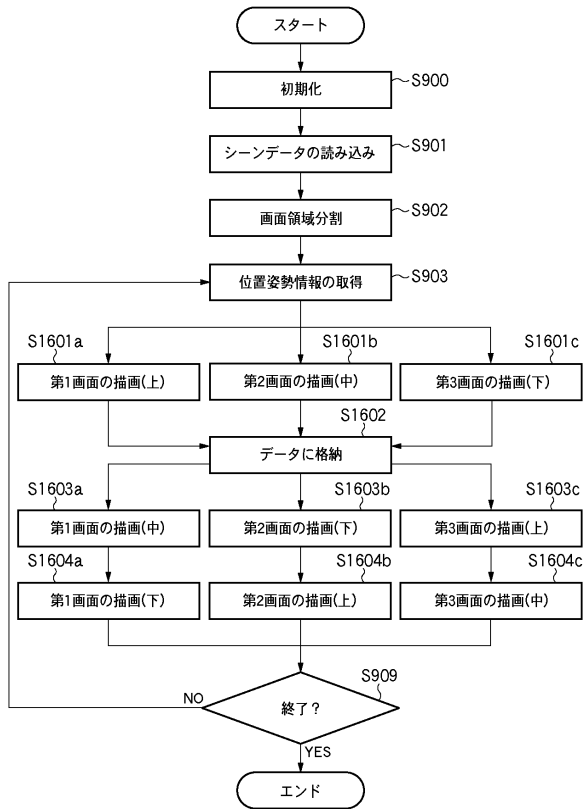 スタート
初期化
S900
シーンデータの読み込み
S901
画面領域分割
S902
位置姿勢情報の取得
S903
S1601a
S1601b
S1601c
第1画面の描画(上)
第2画面の描画(中)
第3画面の描画(下)
S1602
データに格納
S1603a
S1603b
S1603c
第1画面の描画(中)
第2画面の描画(下)
第3画面の描画(上)
S1604a
S1604b
S1604c
第1画面の描画(下)
第2画面の描画(上)
第3画面の描画(中)
S909
NO
終了？
YES
エンド